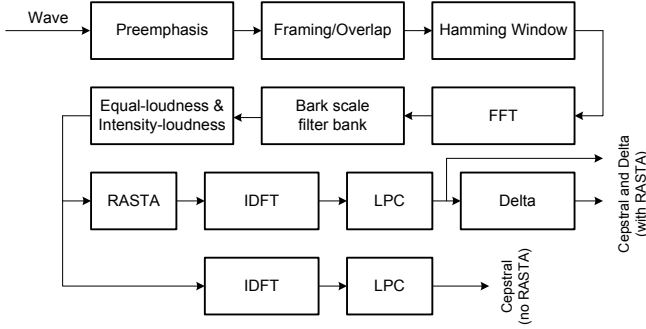 Wave
Preemphasis
Framing/Overlap
Hamming Window
Equal-loudness &
Intensity-loudness
Bark scale
filter bank
FFT
RASTA
IDFT
LPC
Delta
Cepstral and Delta
(with RASTA)
IDFT
LPC
Cepstral
(no RASTA)